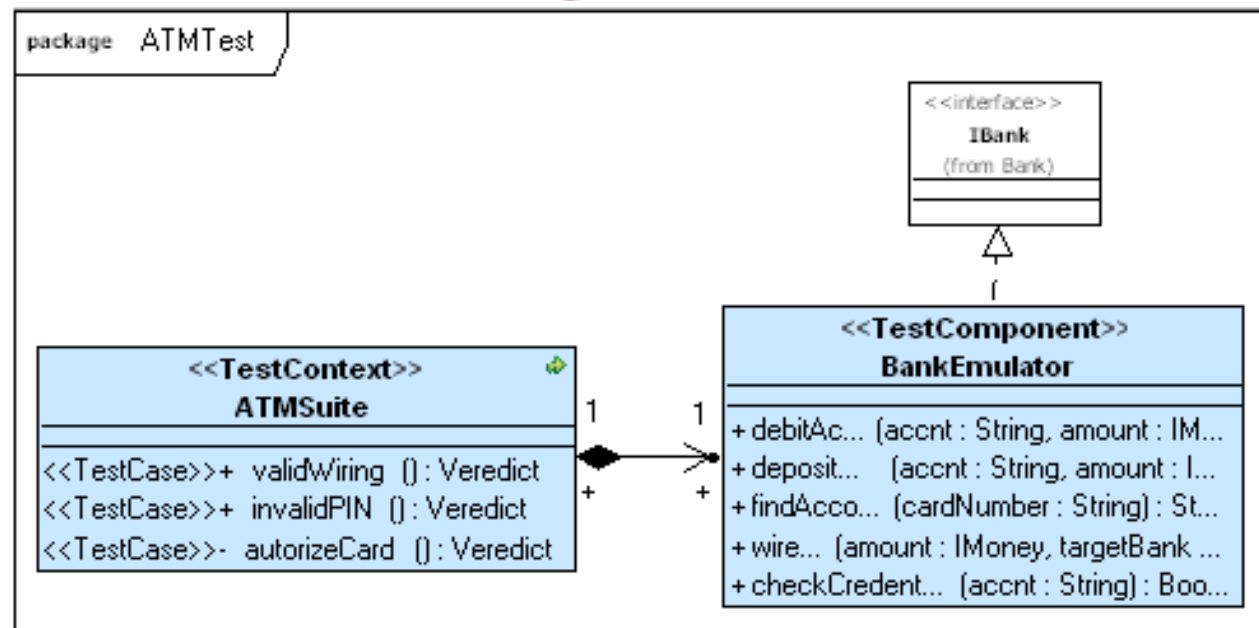 package ATMTest
<<interface>>
IBank
(from Bank)
<<TestContext>>
ATMSuite
<<TestCase>>+ validWiring () : Veredict
<<TestCase>>+ invalidPIN () : Veredict
<<TestCase>>- autorizeCard () : Veredict
1
1
+
+
<<TestComponent>>
BankEmulator
+ debitAc... (accnt : String, amount : IM...
+ deposit... (accnt : String, amount : I...
+ findAcco... (cardNumber : String) : St...
+ wire... (amount : IMoney, targetBank ...
+ checkCredent... (accnt : String) : Boo...